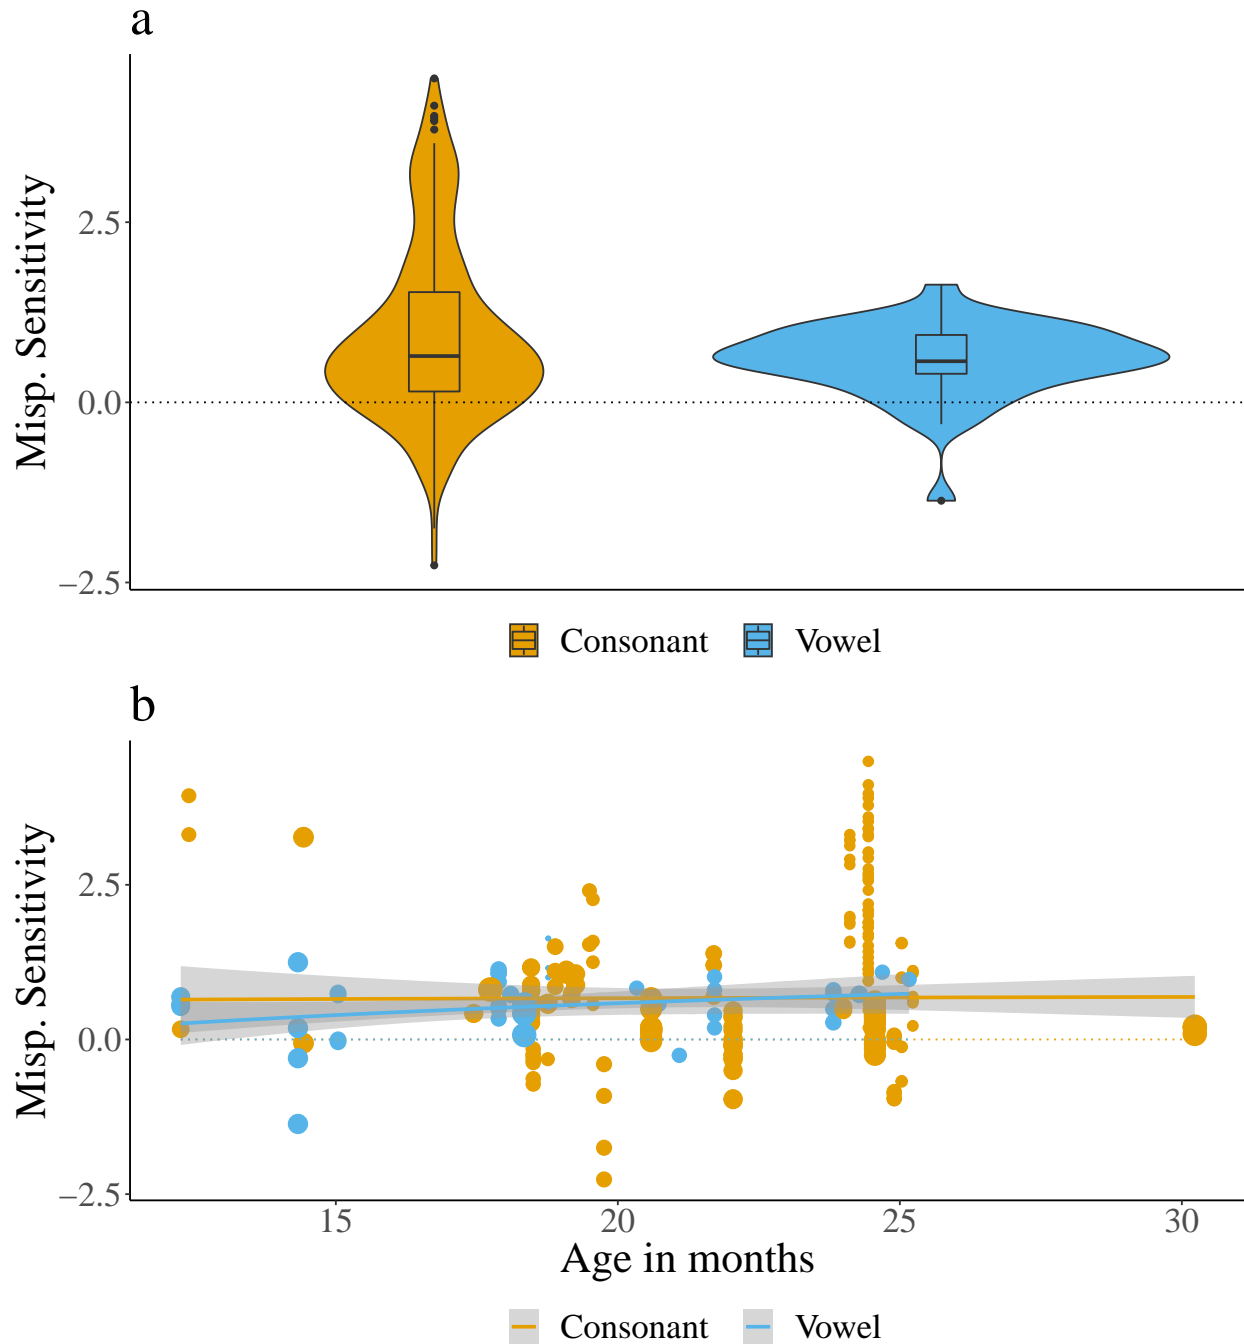 a
Misp. Sensitivity
2.5
0.0
−2.5
Consonant Vowel
b
Misp. Sensitivity
2.5
0.0
−2.5
15 20 25 30
Age in months
Consonant Vowel